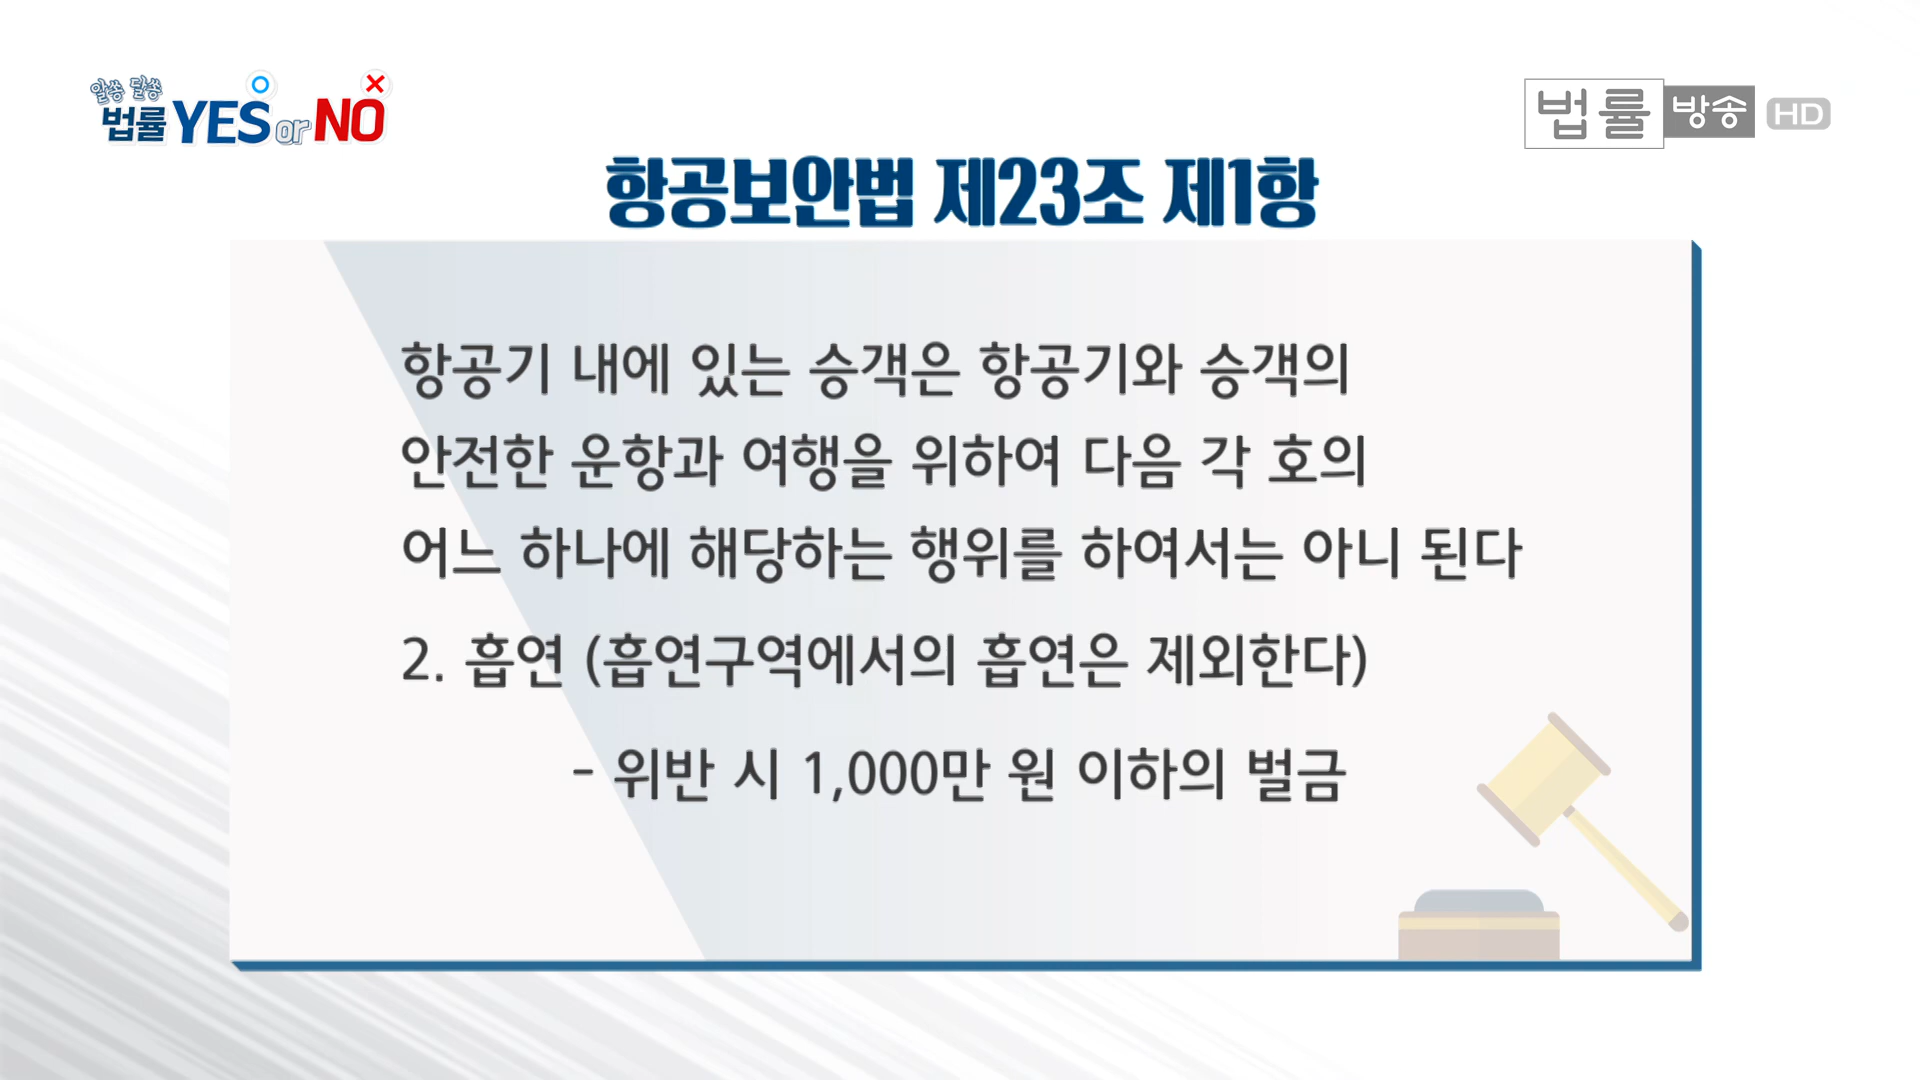 알쏭 달쏭
법률 YES or NO
법률방송 HD
항공보안법 제23조 제1항
항공기 내에 있는 승객은 항공기와 승객의
안전한 운항과 여행을 위하여 다음 각 호의
어느 하나에 해당하는 행위를 하여서는 아니 된다
2. 흡연 (흡연구역에서의 흡연은 제외한다)
- 위반 시 1,000만 원 이하의 벌금